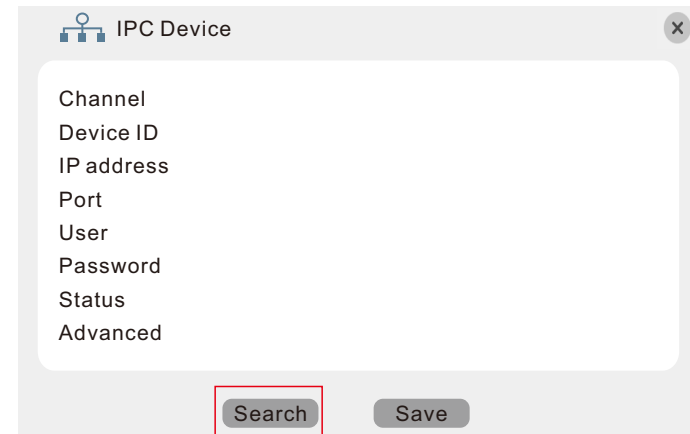 IPC Device
Channel
Device ID
IP address
Port
User
Password
Status
Advanced
Search Save